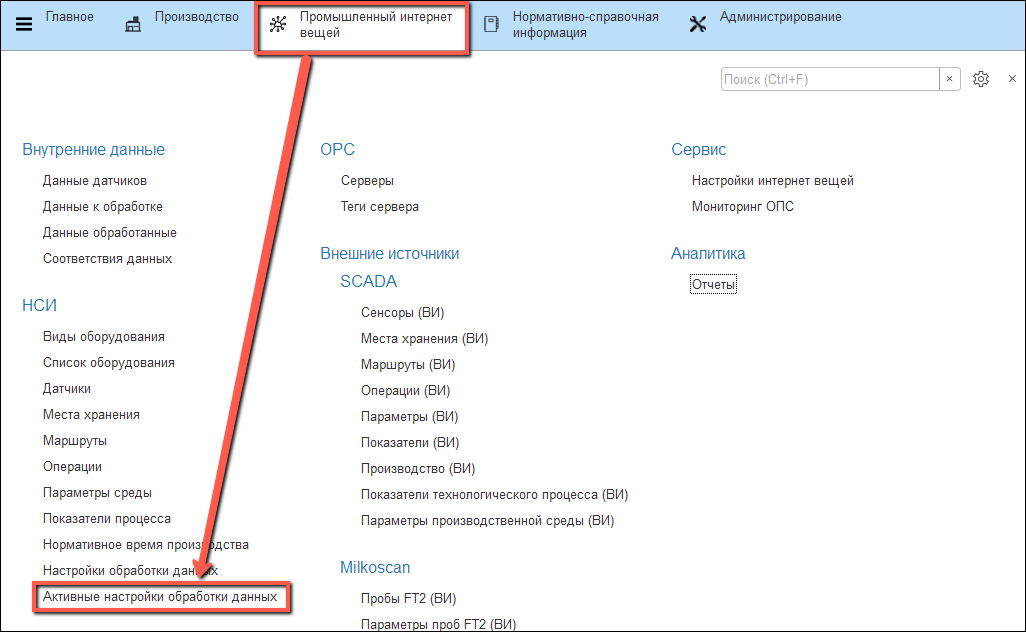 Главное
Производство
Промышленный интернет
вещей
Нормативно-справочная
информация
Администрирование
Поиск (Ctrl+F)
Внутренние данные
Данные датчиков
Данные к обработке
Данные обработанные
Соответствия данных
НСИ
Виды оборудования
Список оборудования
Датчики
Места хранения
Маршруты
Операции
Параметры среды
Показатели процесса
Нормативное время производства
Настройки обработки данных
Активные настройки обработки данных
OPC
Серверы
Теги сервера
Внешние источники
SCADA
Сенсоры (ВИ)
Места хранения (ВИ)
Маршруты (ВИ)
Операции (ВИ)
Параметры (ВИ)
Показатели (ВИ)
Производство (ВИ)
Показатели технологического процесса (ВИ)
Параметры производственной среды (ВИ)
Milkoscan
Пробы FT2 (ВИ)
Параметры проб FT2 (ВИ)
Сервис
Настройки интернет вещей
Мониторинг ОПС
Аналитика
Отчеты